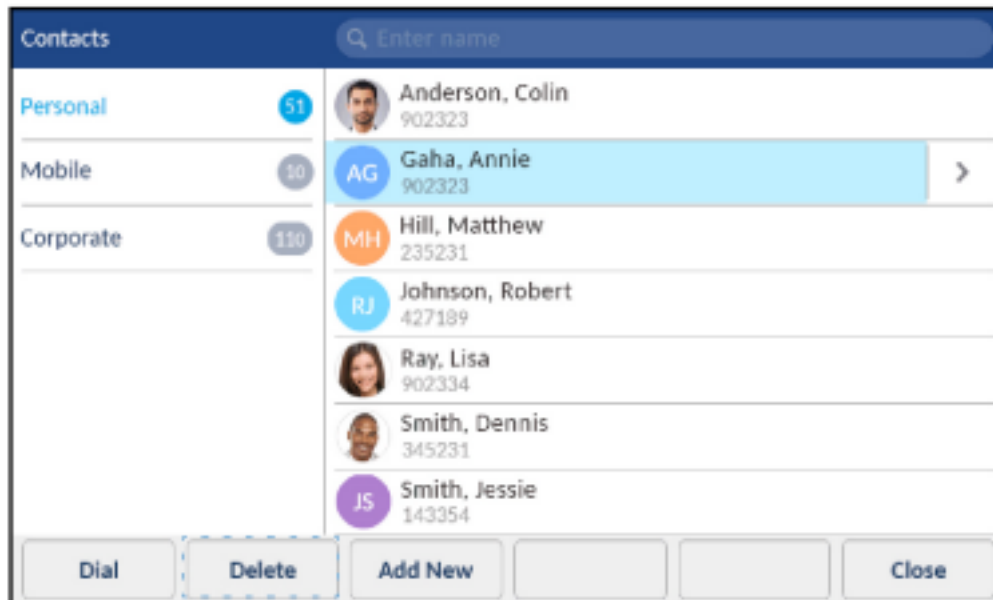 Contacts
Enter name
Personal 51
Mobile 10
Corporate 110
Anderson, Colin
902323
AG
Gaha, Annie
902323
MH
Hill, Matthew
235231
RJ
Johnson, Robert
427189
Ray, Lisa
902334
Smith, Dennis
345231
JS
Smith, Jessie
143354
Dial Delete Add New Close